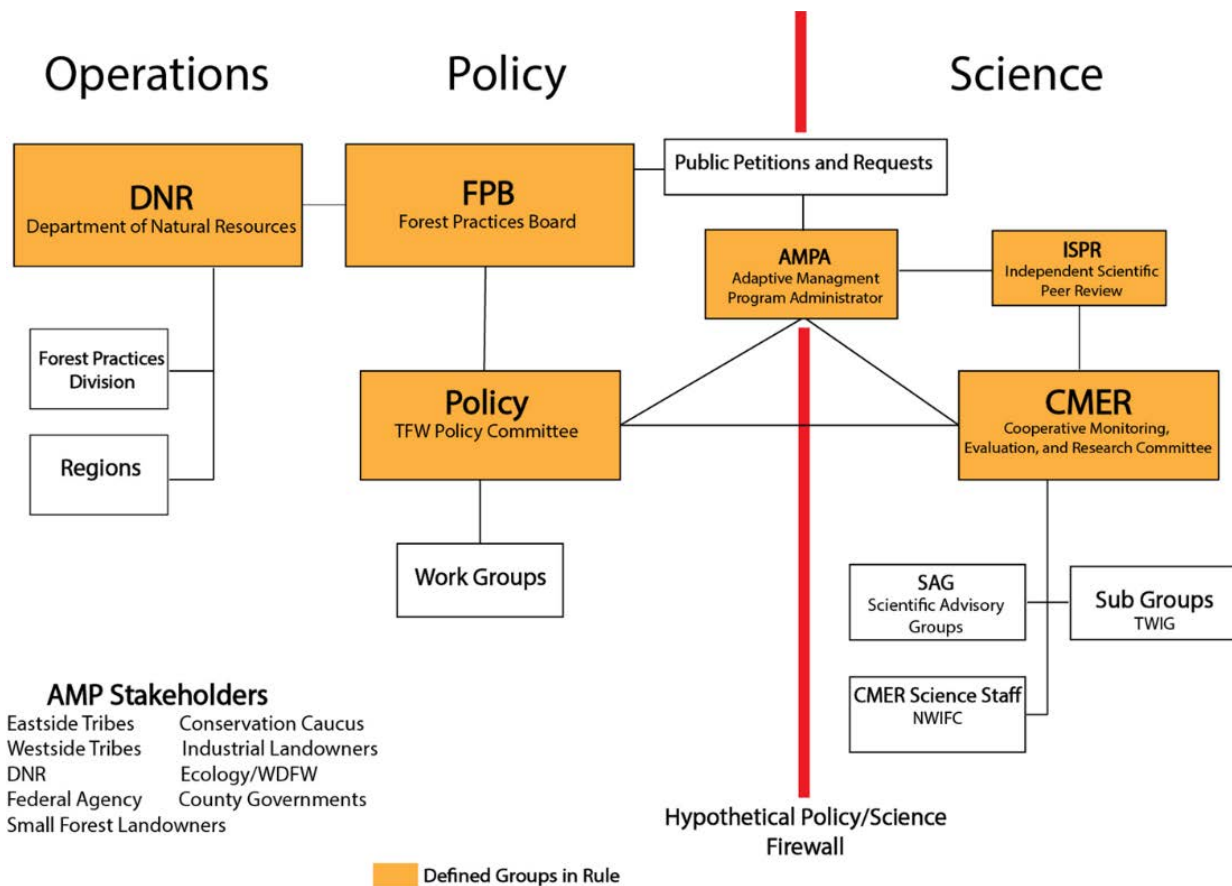 Operations
Policy
Science
DNR
Department of Natural Resources
FPB
Forest Practices Board
Public Petitions and Requests
AMPA
Adaptive Managment
Program Administrator
ISPR
Independent Scientific
Peer Review
Forest Practices
Division
Regions
Policy
TFW Policy Committee
CMER
Cooperative Monitoring,
Evaluation, and Research Committee
Work Groups
SAG
Scientific Advisory
Groups
Sub Groups
TWIG
CMER Science Staff
NWIFC
AMP Stakeholders
Eastside Tribes Conservation Caucus
Westside Tribes Industrial Landowners
DNR Ecology/WDFW
Federal Agency County Governments
Small Forest Landowners
Hypothetical Policy/Science
Firewall
Defined Groups in Rule